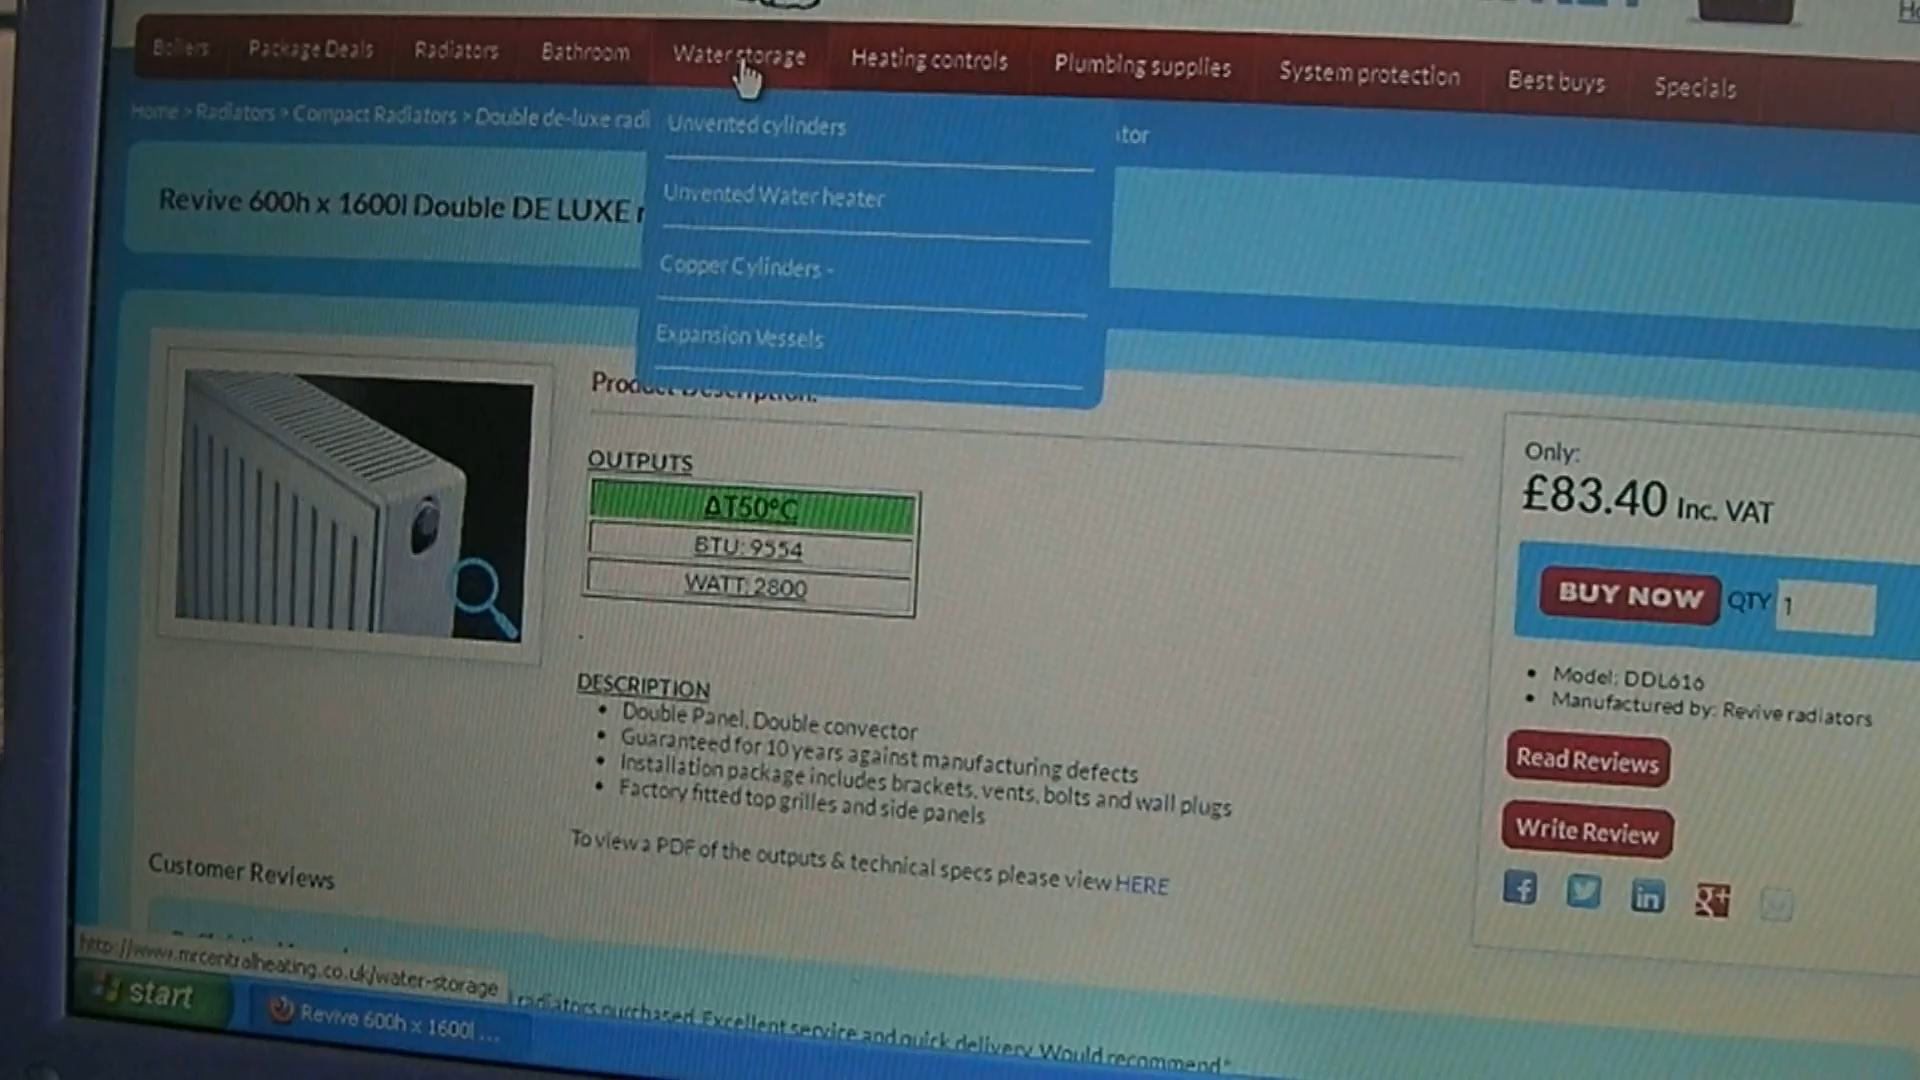 Boilers Package Deals Radiators Bathroom Water storage Heating controls Plumbing supplies System protection Best buys Specials
Home > Radiators > Compact Radiators > Double de-luxe radi
Unvented cylinders
Unvented Water heater
Copper Cylinders -
Expansion Vessels
Revive 600h x 1600l Double DE LUXE
Product Description:
OUTPUTS
ΔT50°C
BTU: 9554
WATT: 2800
DESCRIPTION
• Double Panel, Double convector
• Guaranteed for 10 years against manufacturing defects
• Installation package includes brackets, vents, bolts and wall plugs
• Factory fitted top grilles and side panels
To view a PDF of the outputs & technical specs please view HERE
Only:
£83.40 Inc. VAT
BUY NOW QTY 1
• Model: DDL616
• Manufactured by: Revive radiators
Read Reviews
Write Review
Customer Reviews
radiators purchased. Excellent service and quick delivery. Would recommend"
http://www.mrcentralheating.co.uk/water-storage
start
Revive 600h x 1600l ...